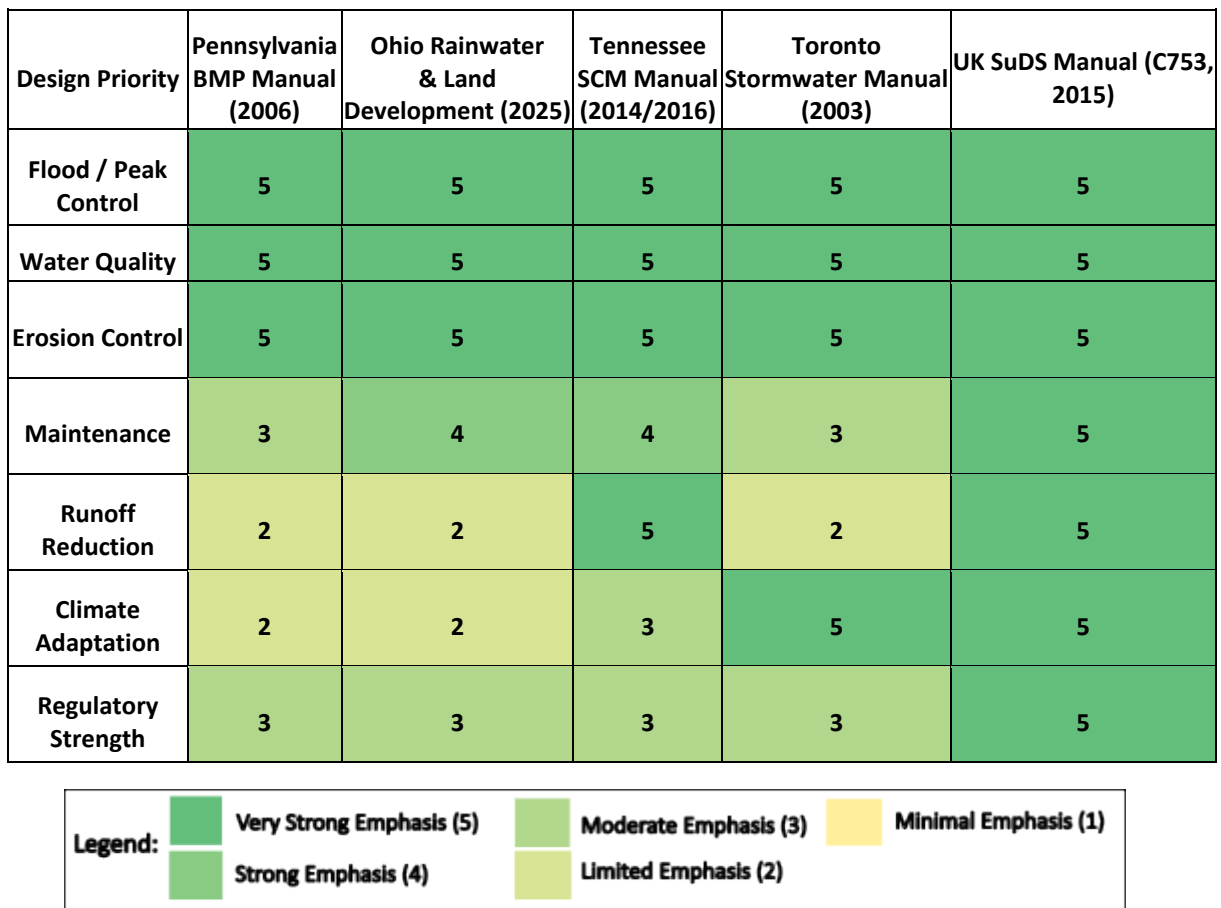 Design Priority
Pennsylvania
BMP Manual
(2006)
Ohio Rainwater
& Land
Development (2025)
Tennessee
SCM Manual
(2014/2016)
Toronto
Stormwater Manual
(2003)
UK SuDS Manual (C753,
2015)
Flood / Peak
Control
5
5
5
5
5
Water Quality
5
5
5
5
5
Erosion Control
5
5
5
5
5
Maintenance
3
4
4
3
5
Runoff
Reduction
2
2
5
2
5
Climate
Adaptation
2
2
3
5
5
Regulatory
Strength
3
3
3
3
5
Legend:
Very Strong Emphasis (5)
Moderate Emphasis (3)
Minimal Emphasis (1)
Strong Emphasis (4)
Limited Emphasis (2)